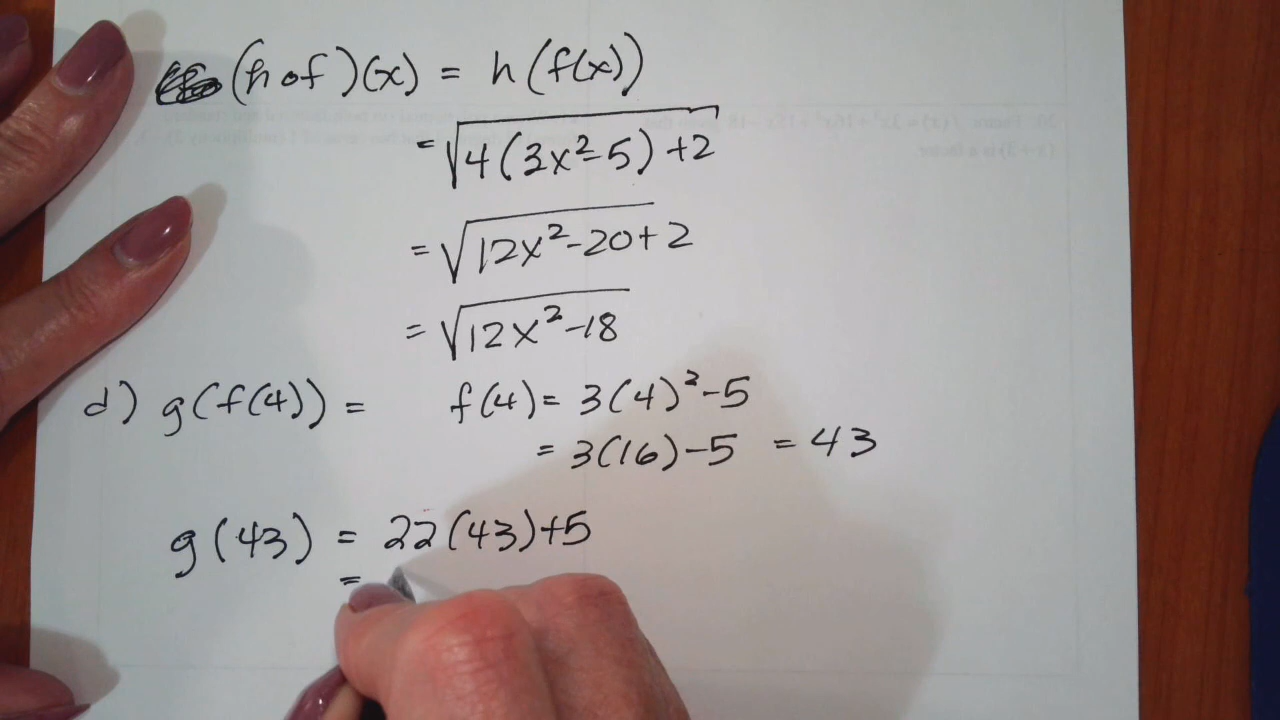 (h o f)(x) = h(f(x))
= √4(3x²-5)+2
= √12x²-20+2
= √12x²-18
d) g(f(4)) = f(4) = 3(4)²-5
= 3(16)-5 = 43
g(43) = 22(43)+5
=